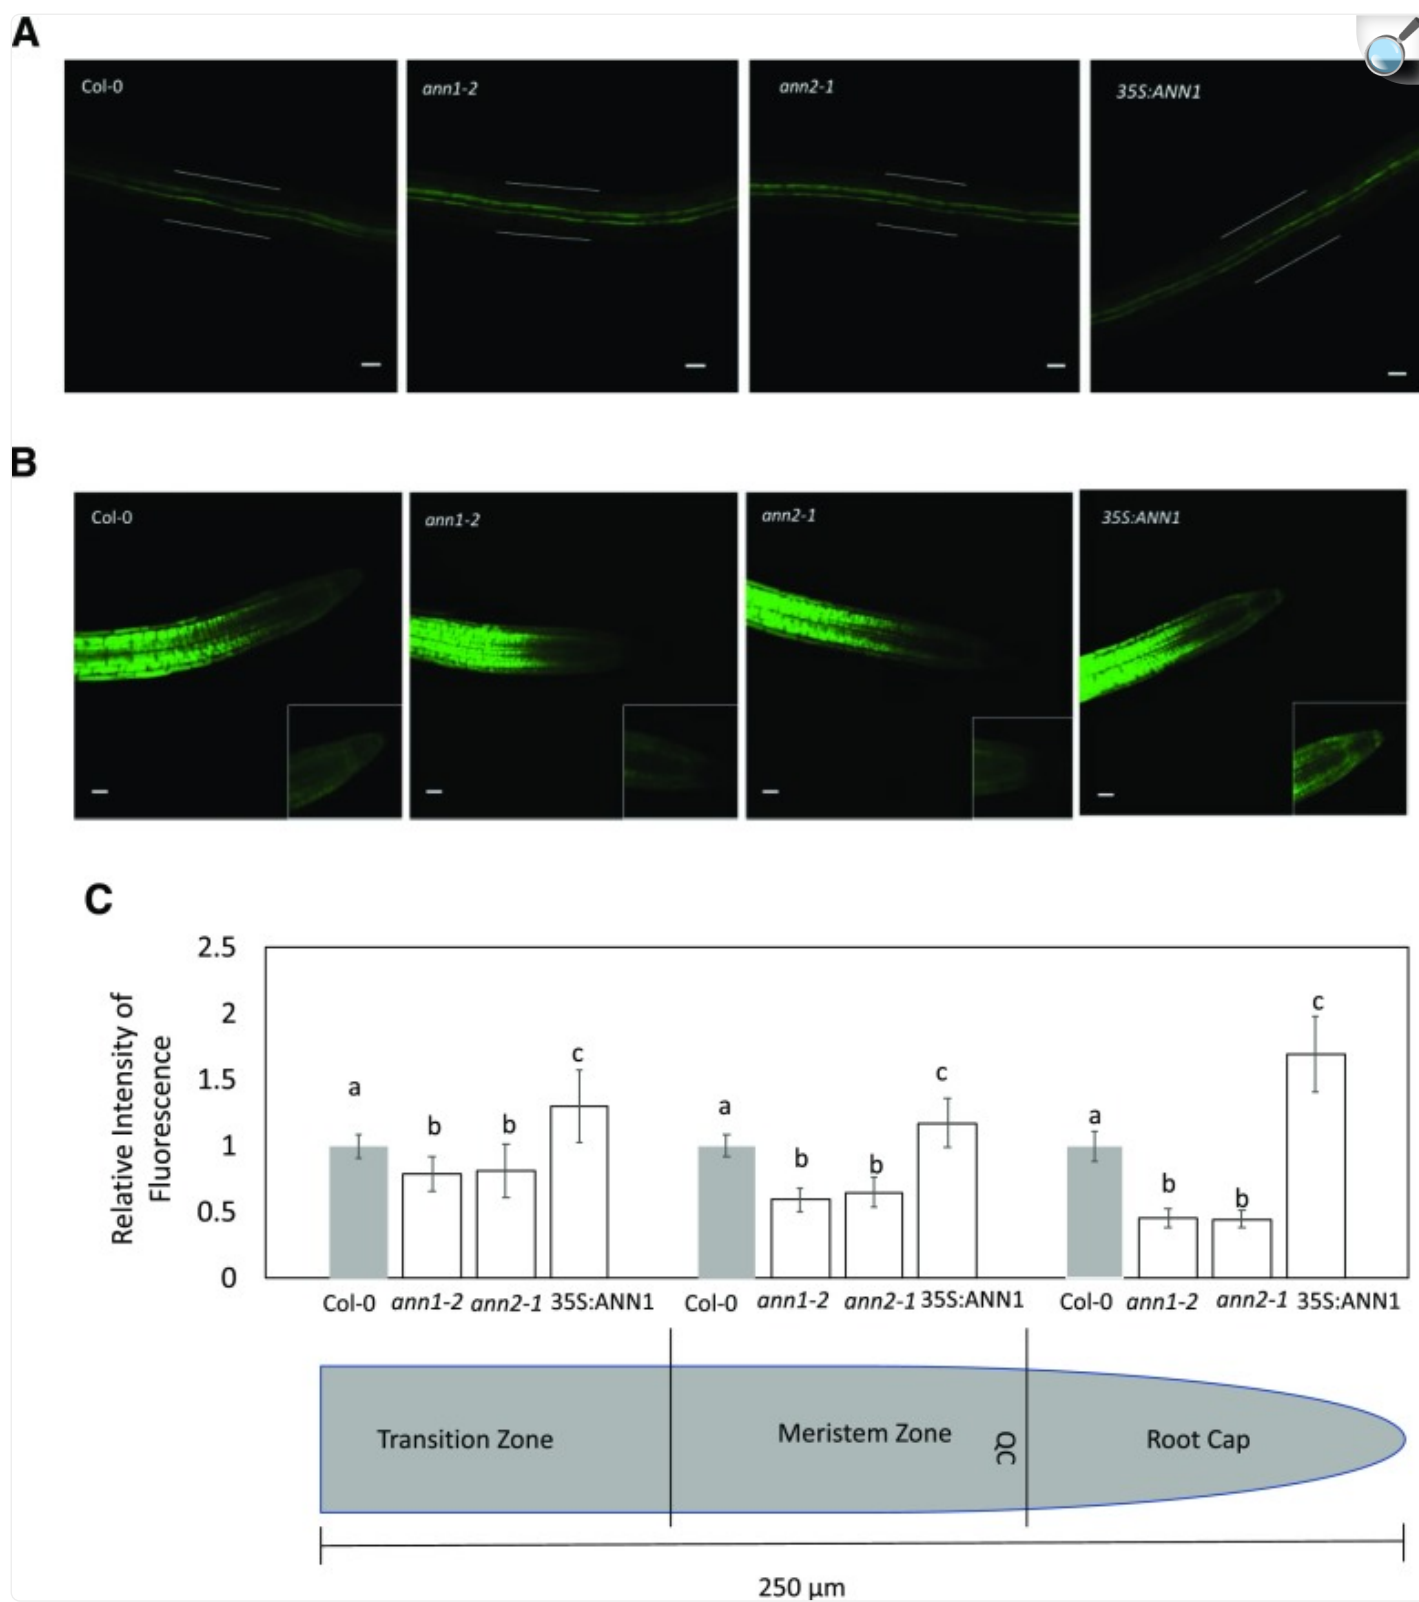 A
Col-0
ann1-2
ann2-1
35S:ANN1
B
Col-0
ann1-2
ann2-1
35S:ANN1
C
Relative Intensity of
Fluorescence
2.5
2
1.5
1
0.5
0
a
b
b
c
a
b
b
c
a
b
b
c
Col-0 ann1-2 ann2-1 35S:ANN1
Col-0 ann1-2 ann2-1 35S:ANN1
Col-0 ann1-2 ann2-1 35S:ANN1
Transition Zone
Meristem Zone
QC
Root Cap
250 μm